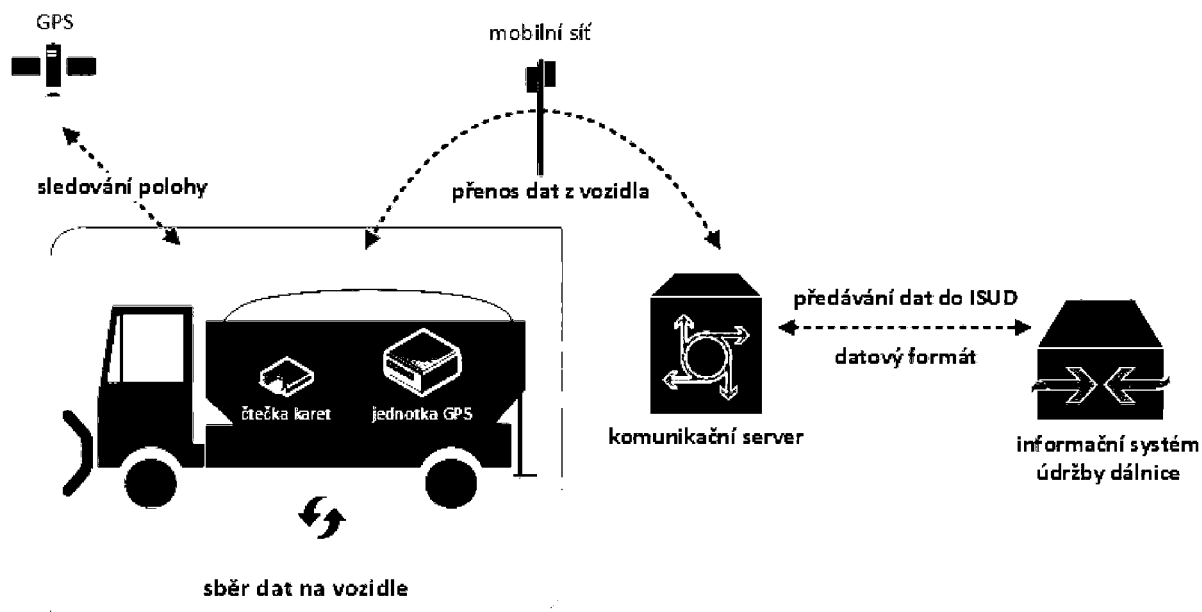 GPS
mobilní síť
sledování polohy
přenos dat z vozidla
předávání dat do ISUD
datový formát
čtečka karet
jednotka GPS
komunikační server
informační systém
údržby dálnice
sběr dat na vozidle